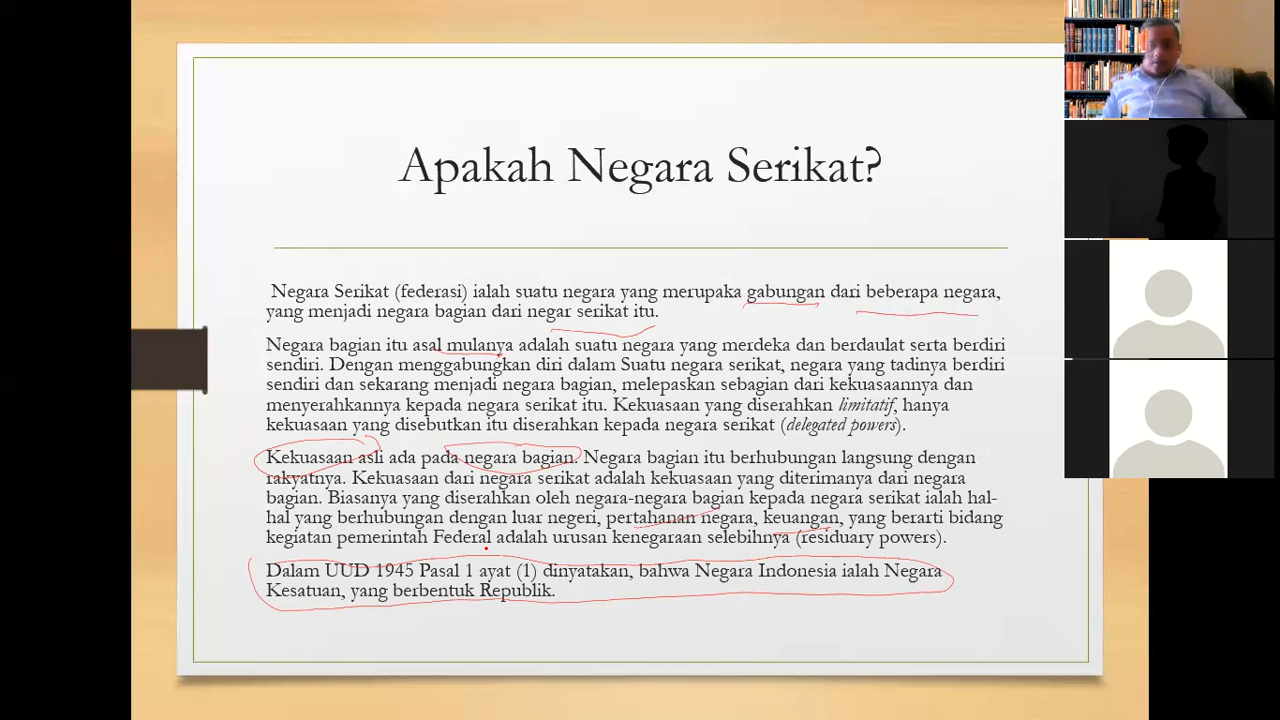 Apakah Negara Serikat?
Negara Serikat (federasi) ialah suatu negara yang merupaka gabungan dari beberapa negara,
yang menjadi negara bagian dari negar serikat itu.
Negara bagian itu asal mulanya adalah suatu negara yang merdeka dan berdaulat serta berdiri
sendiri. Dengan menggabungkan diri dalam Suatu negara serikat, negara yang tadinya berdiri
sendiri dan sekarang menjadi negara bagian, melepaskan sebagian dari kekuasaannya dan
menyerahkannya kepada negara serikat itu. Kekuasaan yang diserahkan limitatif, hanya
kekuasaan yang disebutkan itu diserahkan kepada negara serikat (delegated powers).
Kekuasaan asli ada pada negara bagian. Negara bagian itu berhubungan langsung dengan
rakyatnya. Kekuasaan dari negara serikat adalah kekuasaan yang diterimanya dari negara
bagian. Biasanya yang diserahkan oleh negara-negara bagian kepada negara serikat ialah hal-
hal yang berhubungan dengan luar negeri, pertahanan negara, keuangan, yang berarti bidang
kegiatan pemerintah Federal adalah urusan kenegaraan selebihnya (residuary powers).
Dalam UUD 1945 Pasal 1 ayat (1) dinyatakan, bahwa Negara Indonesia ialah Negara
Kesatuan, yang berbentuk Republik.